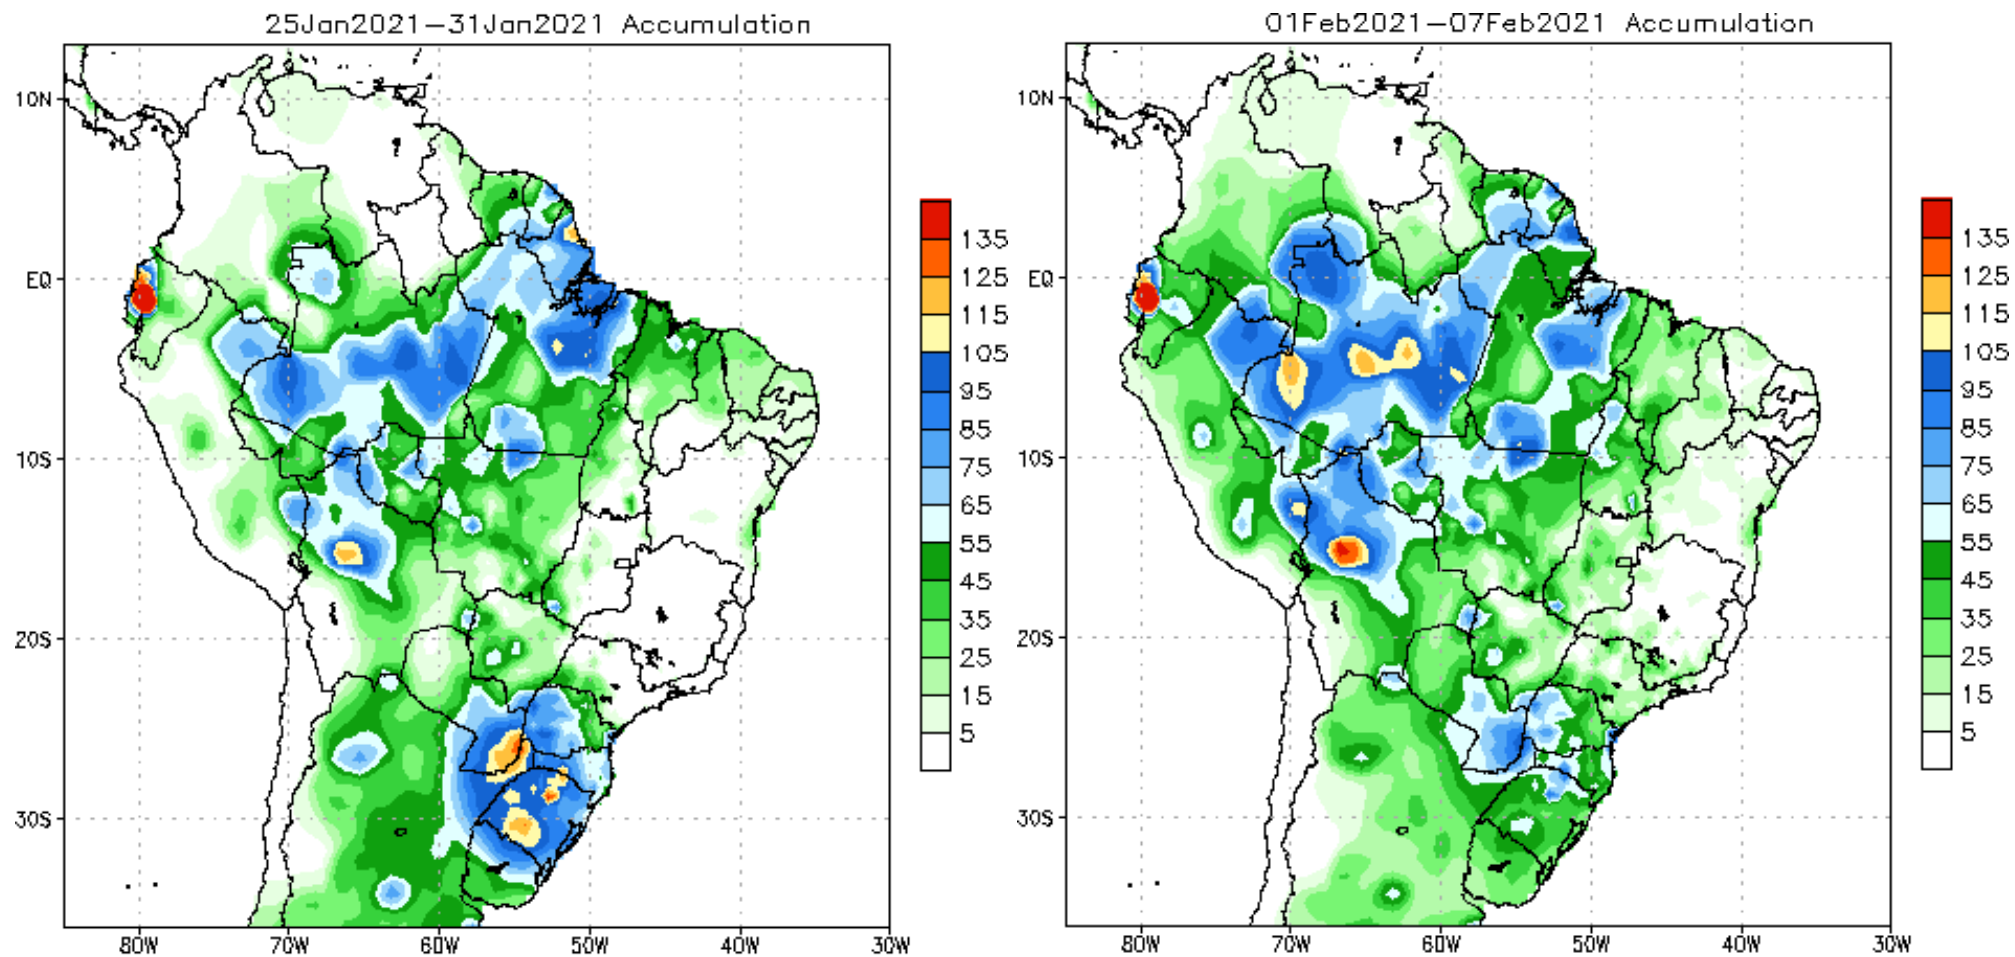 25Jan2021–31Jan2021 Accumulation
10N
EQ
10S
20S
30S
80W
70W
60W
50W
40W
30W
135
125
115
105
95
85
75
65
55
45
35
25
15
5
01Feb2021–07Feb2021 Accumulation
10N
EQ
10S
20S
30S
80W
70W
60W
50W
40W
30W
135
125
115
105
95
85
75
65
55
45
35
25
15
5